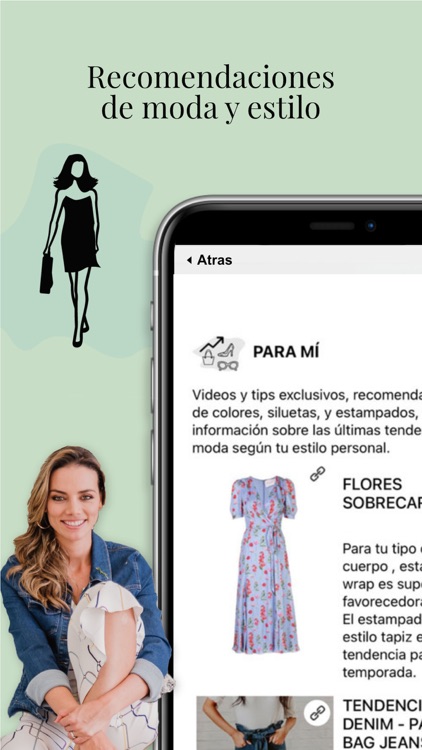 Recomendaciones
de moda y estilo
Atras
PARA MÍ
Videos y tips exclusivos, recomenda
de colores, siluetas, y estampados,
información sobre las últimas tende
moda según tu estilo personal.
FLORES
SOBRECAR
Para tu tipo
cuerpo , esta
wrap es supe
favorecedora
El estampad
estilo tapiz e
tendencia pa
temporada.
TENDENCI
DENIM - PA
BAG JEANS